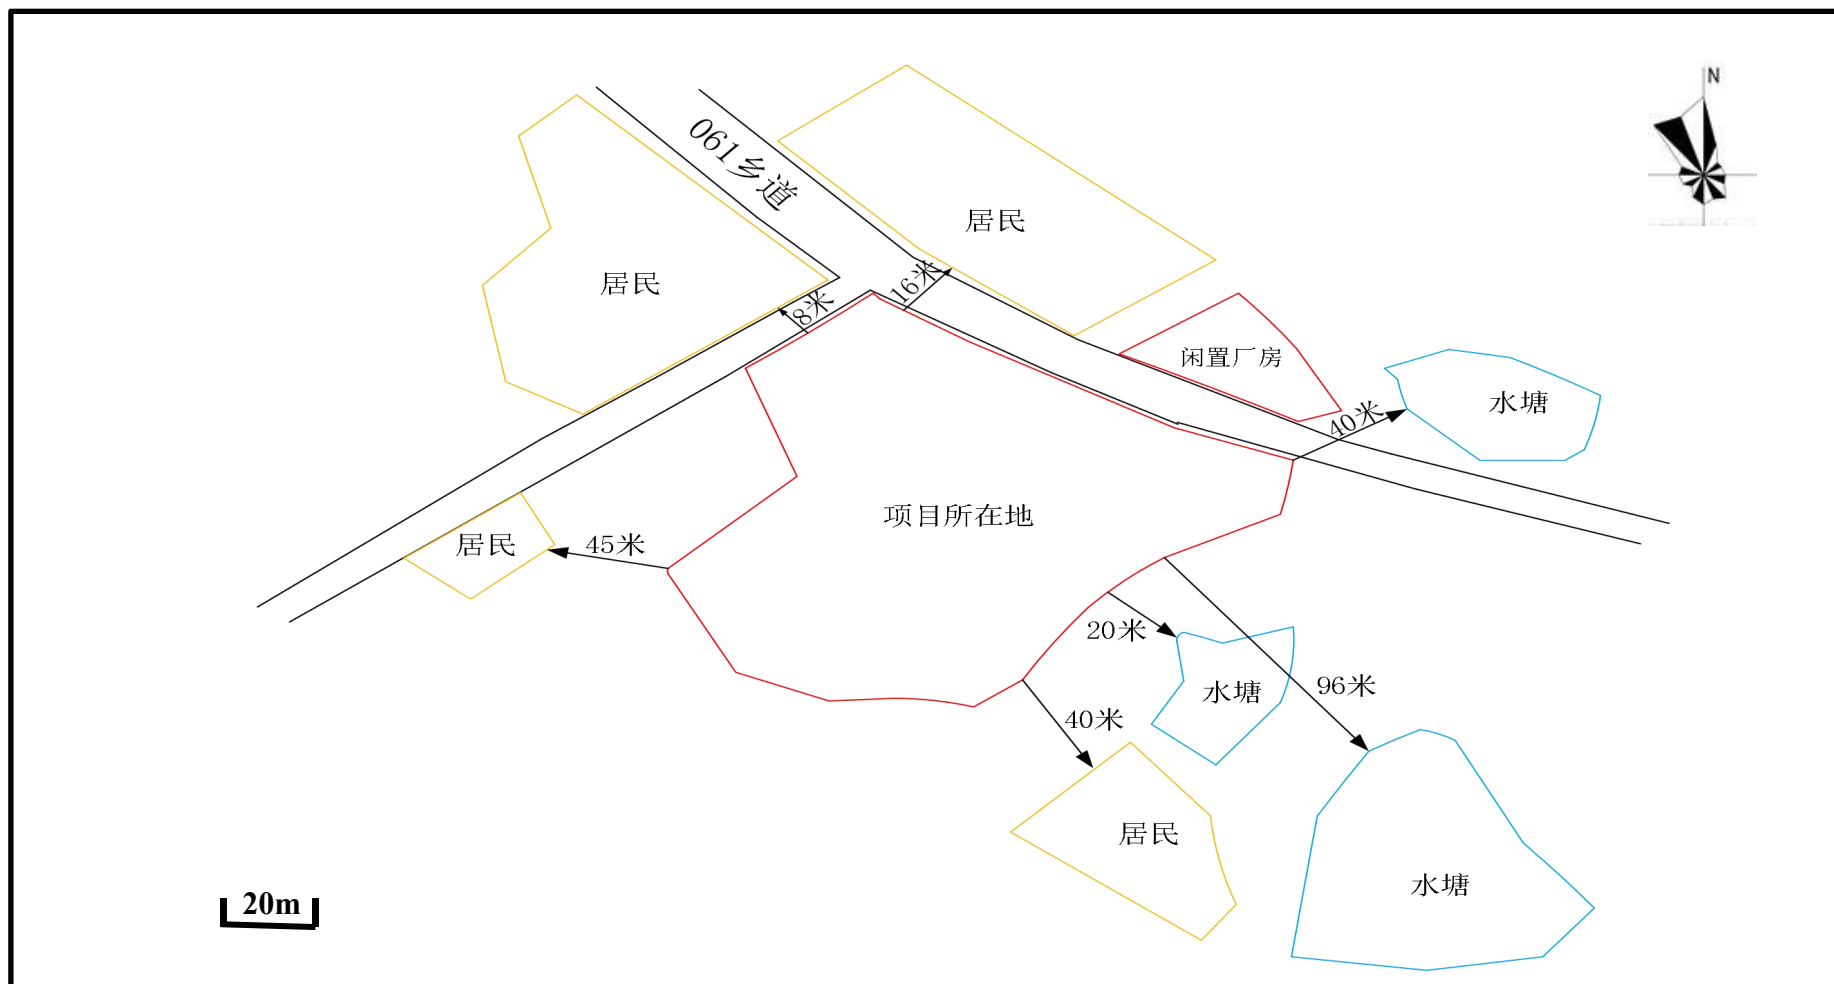 N
061乡道
居民
居民
16米
8米
闲置厂房
水塘
40米
项目所在地
居民
45米
20米
水塘
96米
40米
居民
水塘
20m